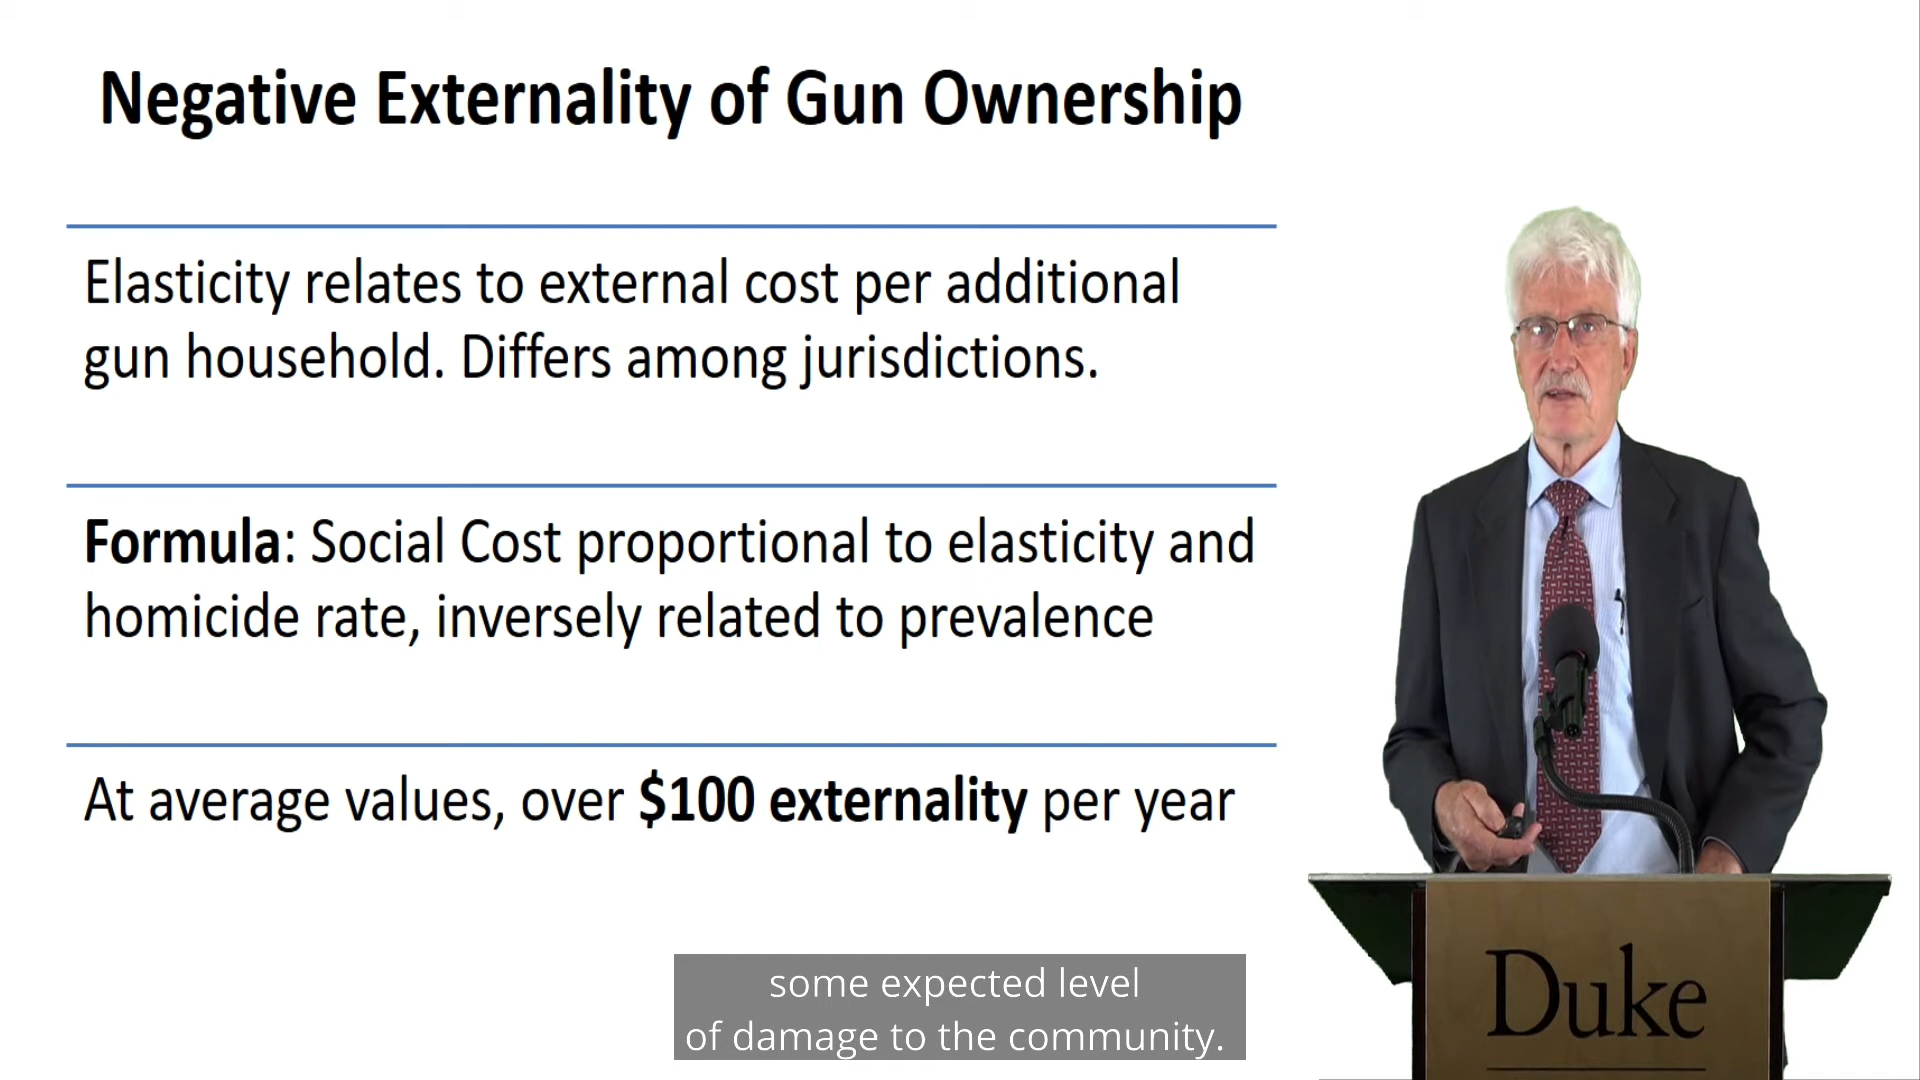 Negative Externality of Gun Ownership
Elasticity relates to external cost per additional
gun household. Differs among jurisdictions.
Formula: Social Cost proportional to elasticity and
homicide rate, inversely related to prevalence
At average values, over $100 externality per year
some expected level
of damage to the community.
Duke